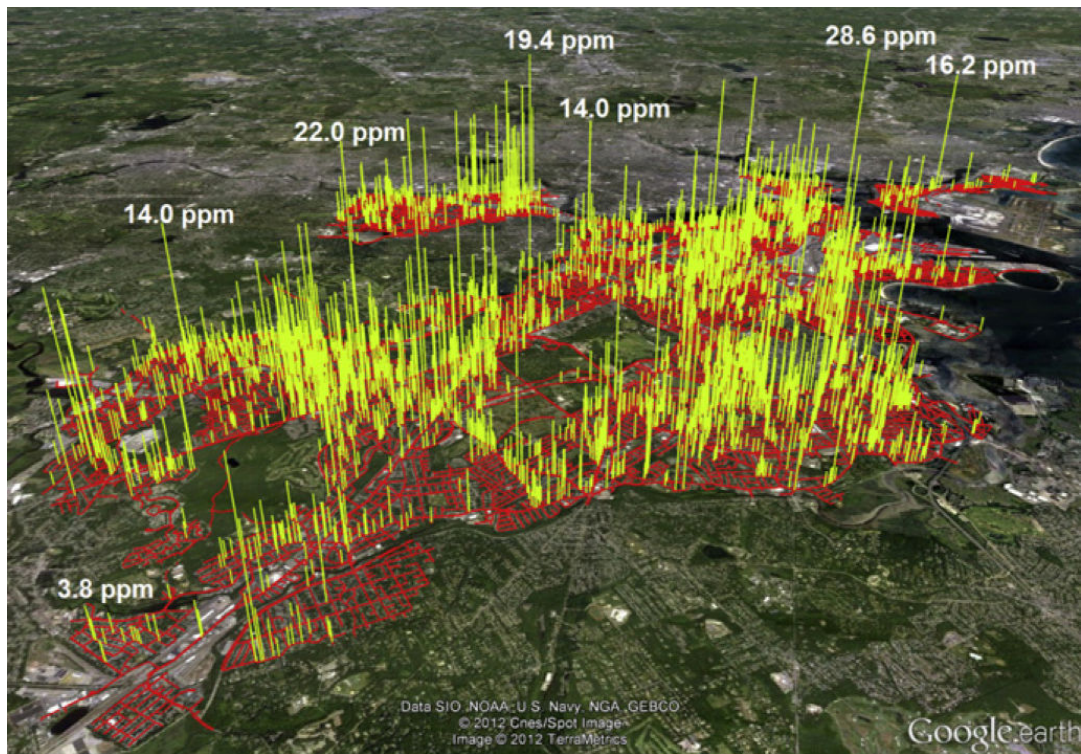 19.4 ppm
28.6 ppm
16.2 ppm
14.0 ppm
22.0 ppm
14.0 ppm
3.8 ppm
Data SIO, NOAA, U.S. Navy, NGA, GEBCO
© 2012 Cnes/Spot Image
Image © 2012 TerraMetrics
Google earth